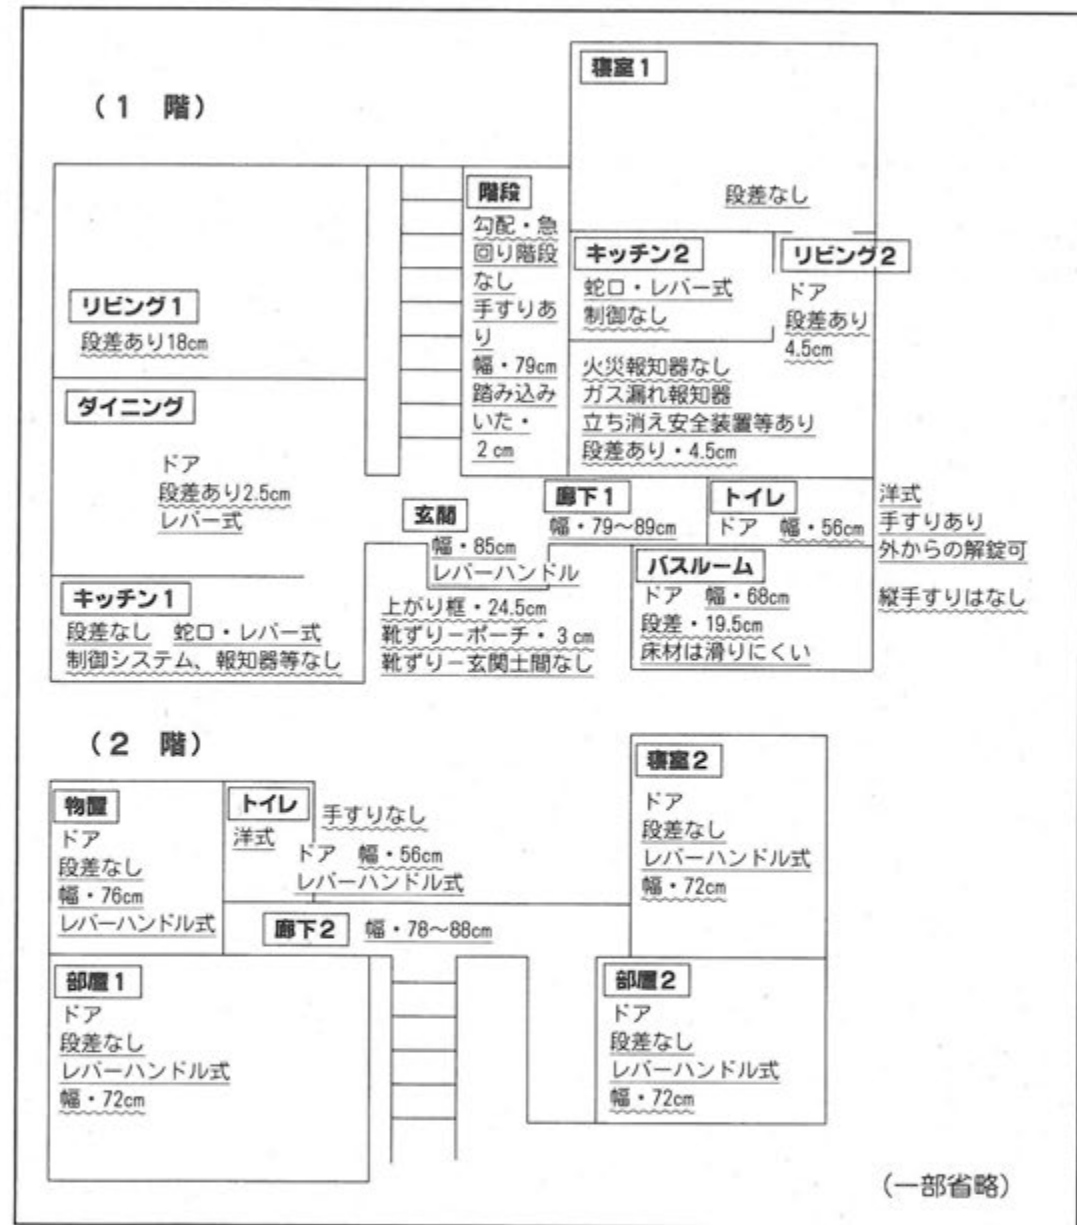 (1 階)
寝室1
段差なし
階段
勾配・急
回り階段
なし
手すりあ
り
幅・79cm
踏み込み
いた・
2cm
キッチン2
蛇口・レバー式
制御なし
リビング2
ドア
段差あり
4.5cm
火災報知器なし
ガス漏れ報知器
立ち消え安全装置等あり
段差あり・4.5cm
リビング1
段差あり18cm
ダイニング
ドア
段差あり2.5cm
レバー式
キッチン1
段差なし 蛇口・レバー式
制御システム、報知器等なし
玄関
幅・85cm
レバーハンドル
上がり框・24.5cm
靴ずり−ポーチ・3cm
靴ずり−玄関土間なし
廊下1
幅・79〜89cm
トイレ
ドア 幅・56cm
洋式
手すりあり
外からの解錠可
縦手すりはなし
バスルーム
ドア 幅・68cm
段差・19.5cm
床材は滑りにくい
(2 階)
物置
ドア
段差なし
幅・76cm
レバーハンドル式
トイレ
洋式
手すりなし
ドア 幅・56cm
レバーハンドル式
寝室2
ドア
段差なし
レバーハンドル式
幅・72cm
廊下2 幅・78〜88cm
部屋1
ドア
段差なし
レバーハンドル式
幅・72cm
部屋2
ドア
段差なし
レバーハンドル式
幅・72cm
(一部省略)